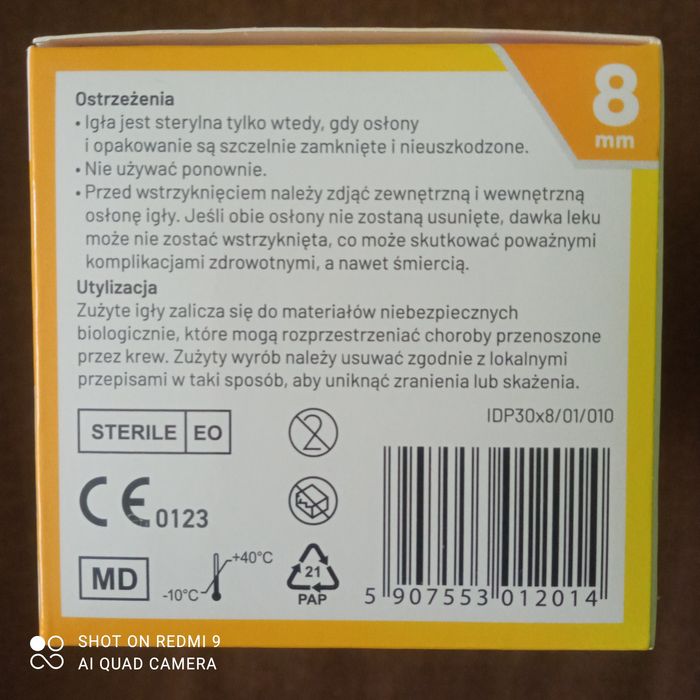 8
mm
Ostrzeżenia
• Igła jest sterylna tylko wtedy, gdy osłony
i opakowanie są szczelnie zamknięte i nieuszkodzone.
• Nie używać ponownie.
• Przed wstrzyknięciem należy zdjąć zewnętrzną i wewnętrzną
osłonę igły. Jeśli obie osłony nie zostaną usunięte, dawka leku
może nie zostać wstrzyknięta, co może skutkować poważnymi
komplikacjami zdrowotnymi, a nawet śmiercią.
Utylizacja
Zużyte igły zalicza się do materiałów niebezpiecznych
biologicznie, które mogą rozprzestrzeniać choroby przenoszone
przez krew. Zużyty wyrób należy usuwać zgodnie z lokalnymi
przepisami w taki sposób, aby uniknąć zranienia lub skażenia.
IDP30x8/01/010
STERILE EO
2
CE 0123
MD
-10°C
+40°C
21
PAP
5 907553 012014
SHOT ON REDMI 9
AI QUAD CAMERA